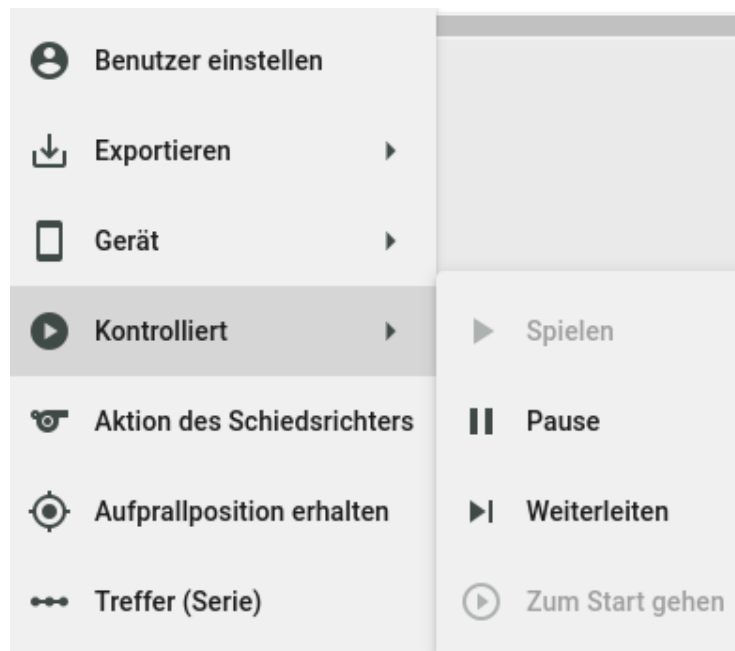 Benutzer einstellen
Exportieren
Gerät
Kontrolliert
Aktion des Schiedsrichters
Aufprallposition erhalten
Treffer (Serie)
Spielen
Pause
Weiterleiten
Zum Start gehen